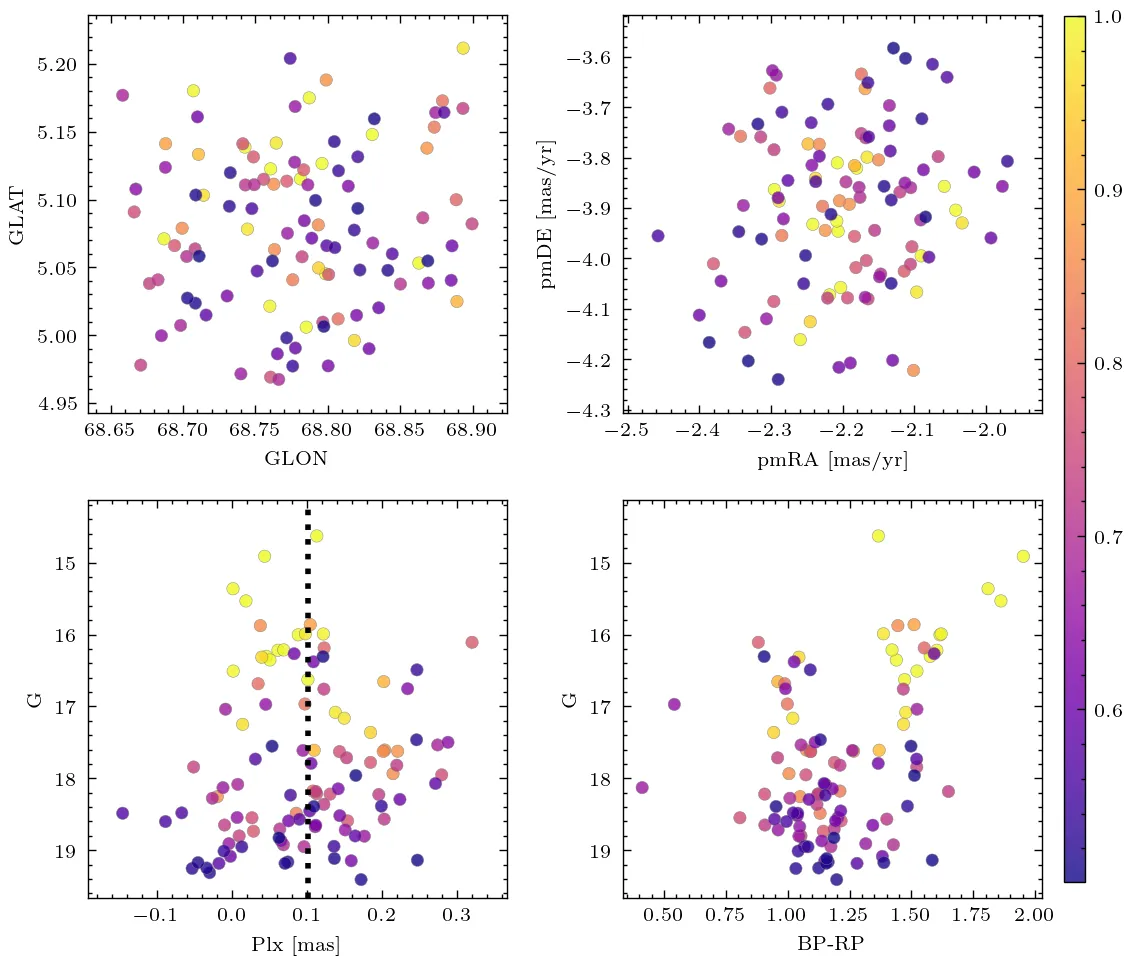 5.20
5.15
5.10
5.05
5.00
4.95
GLAT
68.65 68.70 68.75 68.80 68.85 68.90
GLON
−3.6
−3.7
−3.8
−3.9
−4.0
−4.1
−4.2
−4.3
pmDE [mas/yr]
−2.5 −2.4 −2.3 −2.2 −2.1 −2.0
pmRA [mas/yr]
1.0
0.9
0.8
0.7
0.6
15
16
17
18
19
G
−0.1 0.0 0.1 0.2 0.3
Plx [mas]
15
16
17
18
19
G
0.50 0.75 1.00 1.25 1.50 1.75 2.00
BP-RP